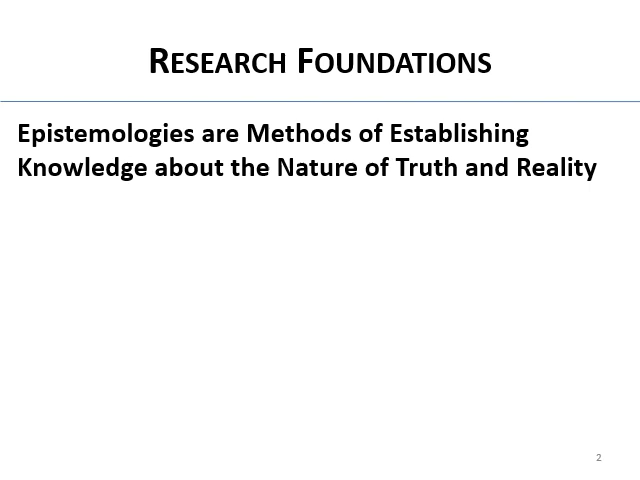 Research Foundations
Epistemologies are Methods of Establishing
Knowledge about the Nature of Truth and Reality
2